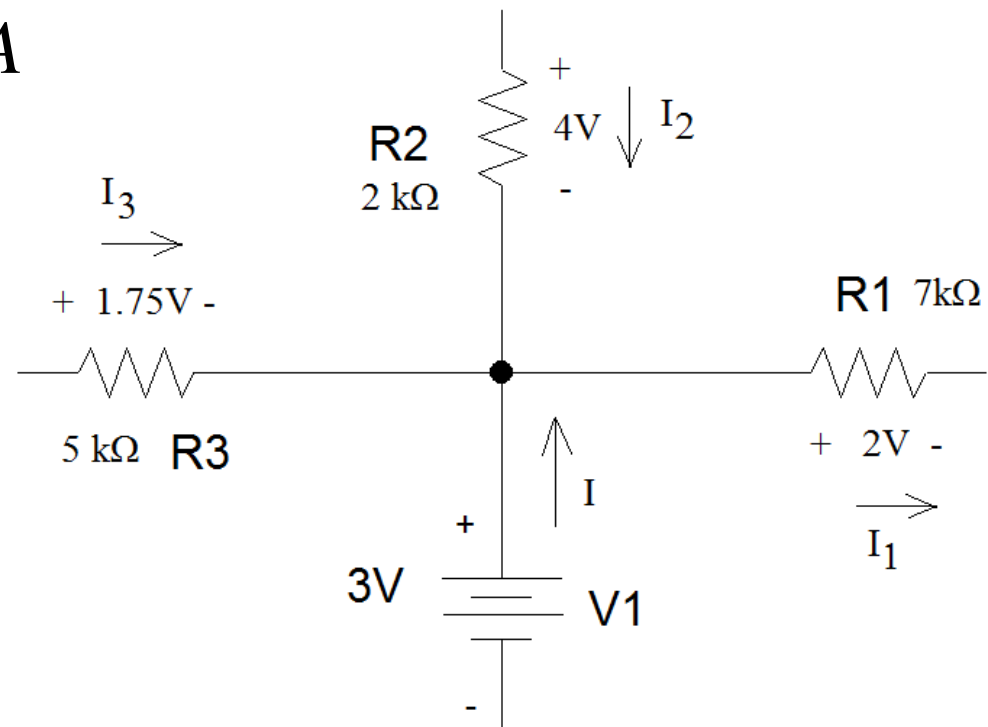 A
+
4V
I2
R2
2 kΩ
-
I3
+ 1.75V -
R1 7kΩ
5 kΩ R3
+ 2V -
I
I1
+
3V
V1
-